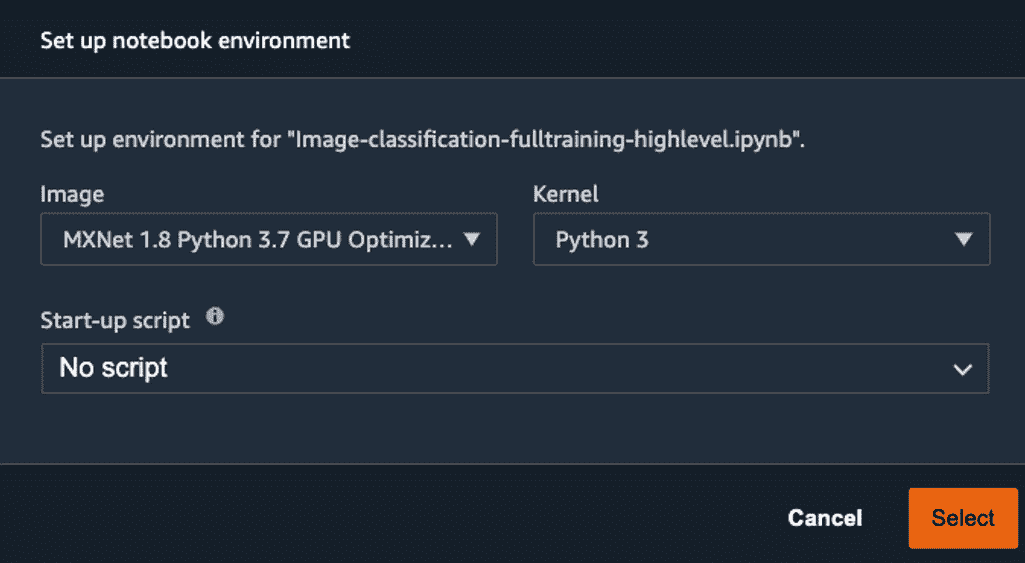 Set up notebook environment
Set up environment for "Image-classification-fulltraining-highlevel.ipynb".
Image
Kernel
MXNet 1.8 Python 3.7 GPU Optimiz...
Python 3
Start-up script
No script
Cancel
Select